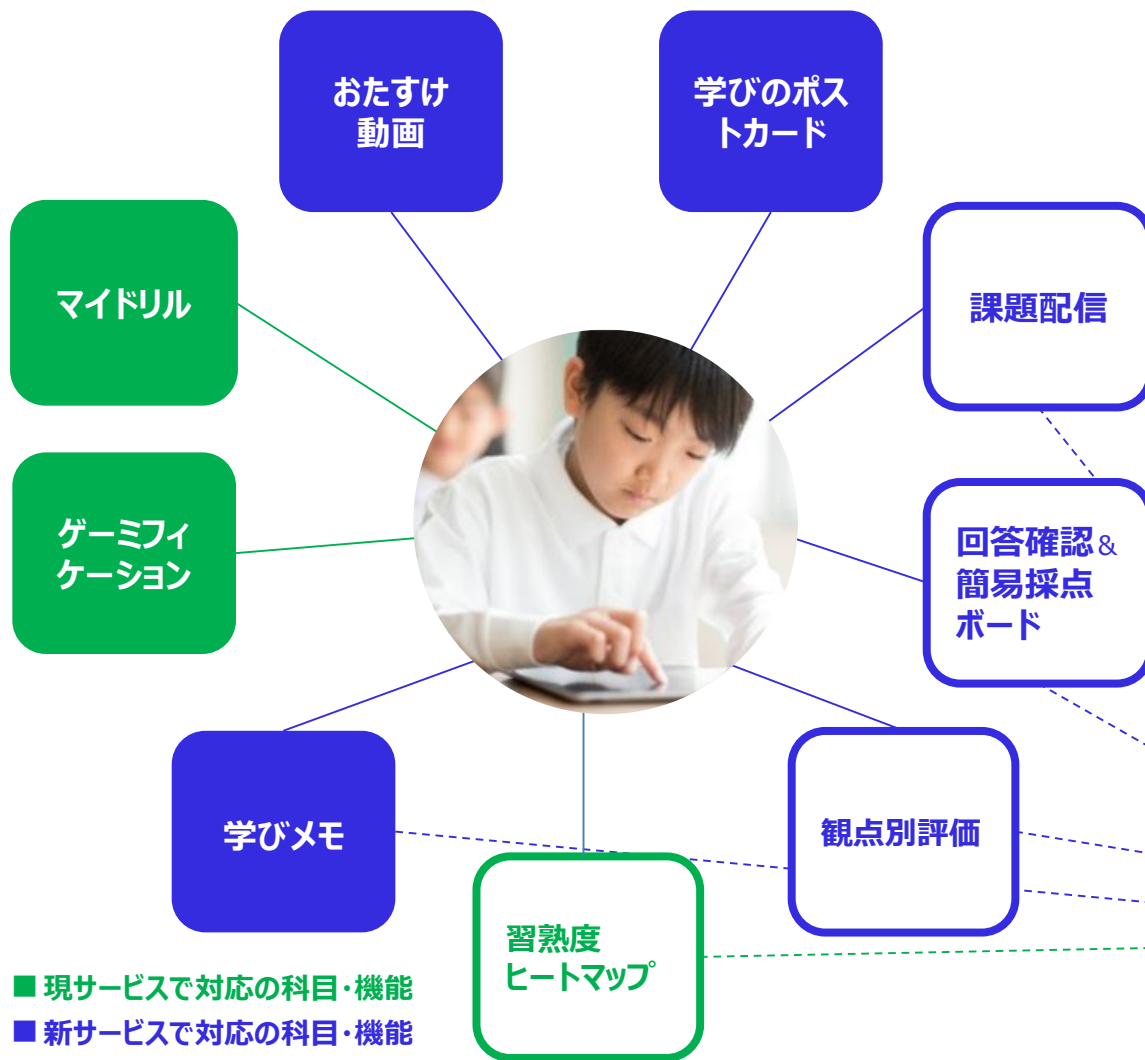 おたすけ
動画
学びのポス
トカード
マイドリル
課題配信
ゲーミフィ
ケーション
回答確認&
簡易採点
ボード
学びメモ
観点別評価
習熟度
ヒートマップ
■ 現サービスで対応の科目・機能
■ 新サービスで対応の科目・機能